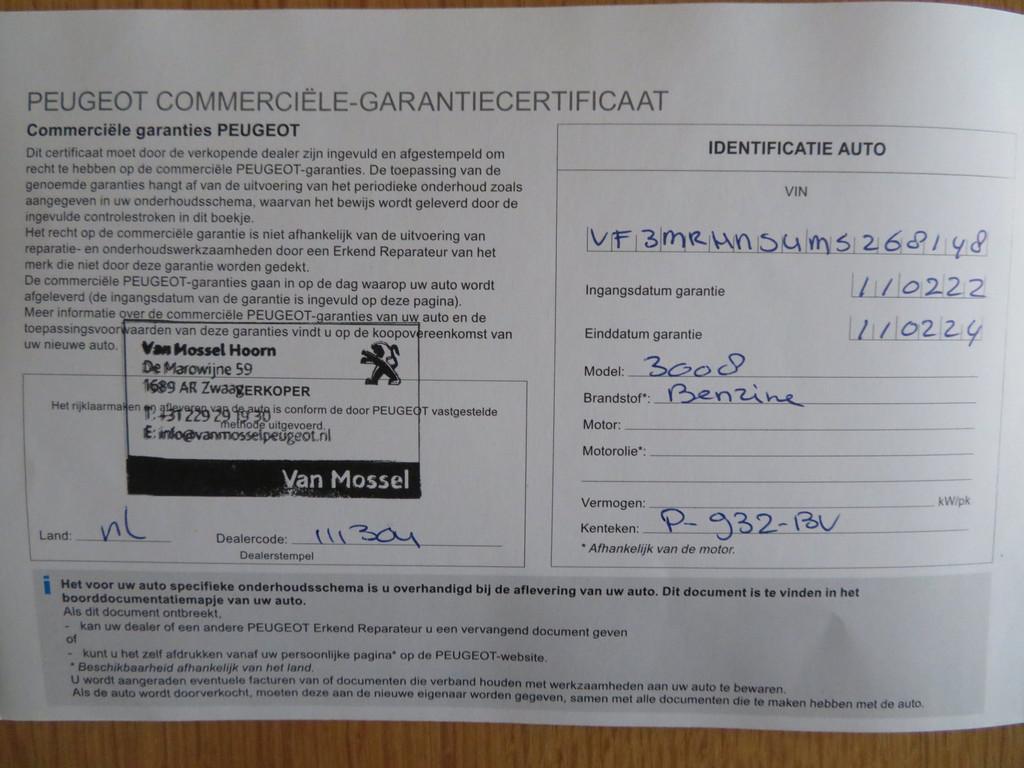 PEUGEOT COMMERCIËLE-GARANTIECERTIFICAAT
Commerciële garanties PEUGEOT
Dit certificaat moet door de verkopende dealer zijn ingevuld en afgestempeld om
recht te hebben op de commerciële PEUGEOT-garanties. De toepassing van de
genoemde garanties hangt af van de uitvoering van het periodieke onderhoud zoals
aangegeven in uw onderhoudsschema, waarvan het bewijs wordt geleverd door de
ingevulde controlestroken in dit boekje.
Het recht op de commerciële garantie is niet afhankelijk van de uitvoering van
reparatie- en onderhoudswerkzaamheden door een Erkend Reparateur van het
merk die niet door deze garantie worden gedekt.
De commerciële PEUGEOT-garanties gaan in op de dag waarop uw auto wordt
afgeleverd (de ingangsdatum van de garantie is ingevuld op deze pagina).
Meer informatie over de commerciële PEUGEOT-garanties van uw auto en de
toepassingsvoorwaarden van deze garanties vindt u op de koopovereenkomst van
uw nieuwe auto.
Van Mossel Hoorn
De Marowijne 59
1689 AR Zwaag
VERKOPER
Het rijklaarmaken en afleveren van de auto is conform de door PEUGEOT vastgestelde
methode uitgevoerd.
T: +31 229 29 19 30
E: info@vanmosselpeugeot.nl
Van Mossel
Land: nl
Dealercode: 111304
Dealerstempel
IDENTIFICATIE AUTO
VIN
VF3MRHNSUMS268148
Ingangsdatum garantie 110222
Einddatum garantie 110224
Model: 3008
Brandstof*: Benzine
Motor:
Motorolie*:
Vermogen: kW/pk
Kenteken: P-932-BV
* Afhankelijk van de motor.
i Het voor uw auto specifieke onderhoudsschema is u overhandigd bij de aflevering van uw auto. Dit document is te vinden in het
boorddocumentatiemapje van uw auto.
Als dit document ontbreekt,
- kan uw dealer of een andere PEUGEOT Erkend Reparateur u een vervangend document geven
of
- kunt u het zelf afdrukken vanaf uw persoonlijke pagina* op de PEUGEOT-website.
* Beschikbaarheid afhankelijk van het land.
U wordt aangeraden eventuele facturen van of documenten die verband houden met werkzaamheden aan uw auto te bewaren.
Als de auto wordt doorverkocht, moeten deze aan de nieuwe eigenaar worden gegeven, samen met alle documenten die te maken hebben met de auto.